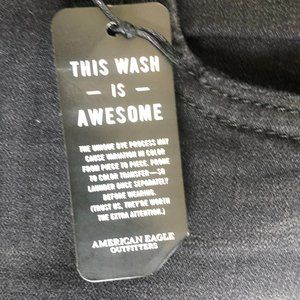 THIS WASH
— IS —
AWESOME
THE UNIQUE DYE PROCESS MAY
CAUSE VARIATION IN COLOR
FROM PIECE TO PIECE. PRONE
TO COLOR TRANSFER—SO
LAUNDER ONCE SEPARATELY
BEFORE WEARING.
(TRUST US, THEY'RE WORTH
THE EXTRA ATTENTION.)
AMERICAN EAGLE
OUTFITTERS